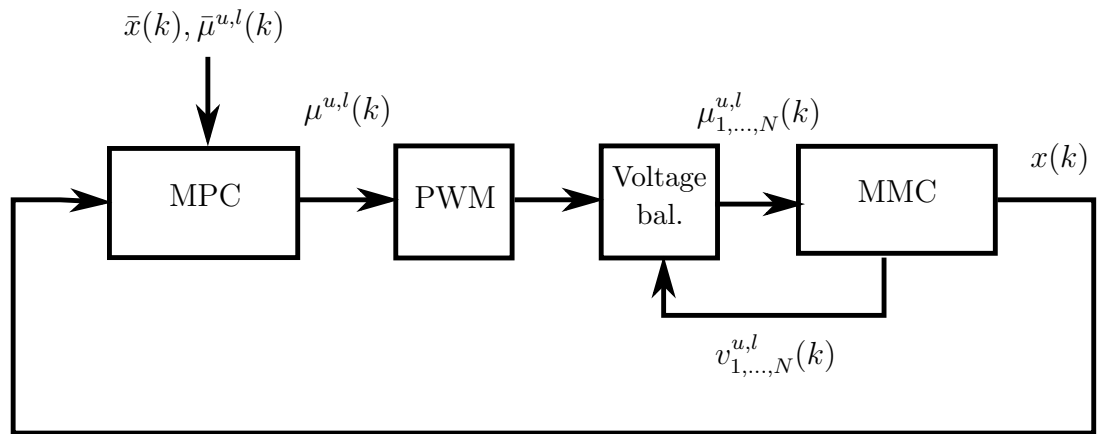 x̄(k), μ̄^{u,l}(k)
μ^{u,l}(k)
μ^{u,l}_{1,...,N}(k)
x(k)
MPC
PWM
Voltage
bal.
MMC
v^{u,l}_{1,...,N}(k)